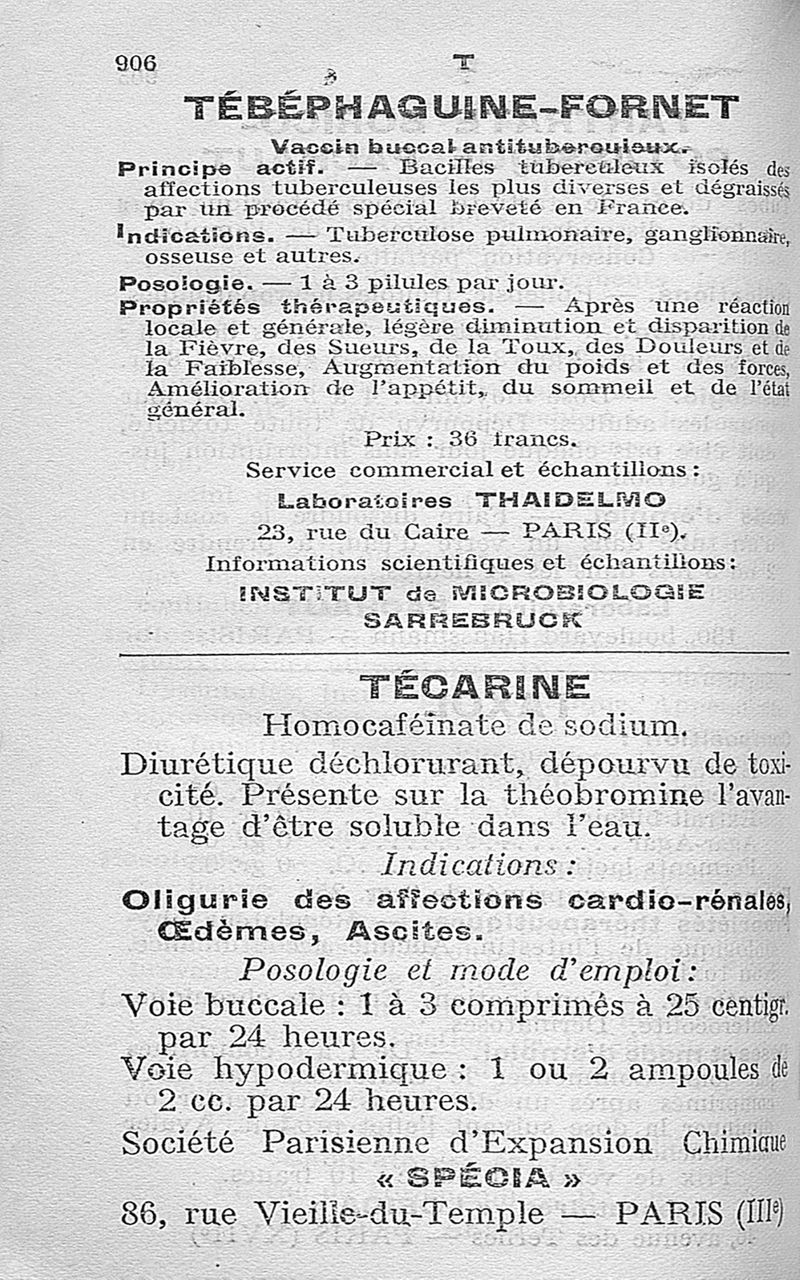 906
T
TÉBÉPHAGUINE-FORNET
Vaccin buccal antituberculeux.
Principe actif. — Bacilles tuberculeux isolés des
affections tuberculeuses les plus diverses et dégraissés
par un procédé spécial breveté en France.
Indications. — Tuberculose pulmonaire, ganglionnaire,
osseuse et autres.
Posologie. — 1 à 3 pilules par jour.
Propriétés thérapeutiques. — Après une réaction
locale et générale, légère diminution et disparition de
la Fièvre, des Sueurs, de la Toux, des Douleurs et de
la Faiblesse, Augmentation du poids et des forces,
Amélioration de l'appétit, du sommeil et de l'état
général.
Prix : 36 francs.
Service commercial et échantillons :
Laboratoires THAIDELMO
23, rue du Caire — PARIS (IIe).
Informations scientifiques et échantillons :
INSTITUT de MICROBIOLOGIE
SARREBRUCK
TÉCARINE
Homocaféinate de sodium.
Diurétique déchlorurant, dépourvu de toxi-
cité. Présente sur la théobromine l'avan-
tage d'être soluble dans l'eau.
Indications :
Oligurie des affections cardio-rénales,
Œdèmes, Ascites.
Posologie et mode d'emploi :
Voie buccale : 1 à 3 comprimés à 25 centigr.
par 24 heures.
Voie hypodermique : 1 ou 2 ampoules de
2 cc. par 24 heures.
Société Parisienne d'Expansion Chimique
« SPÉCIA »
86, rue Vieille-du-Temple — PARIS (IIIe)